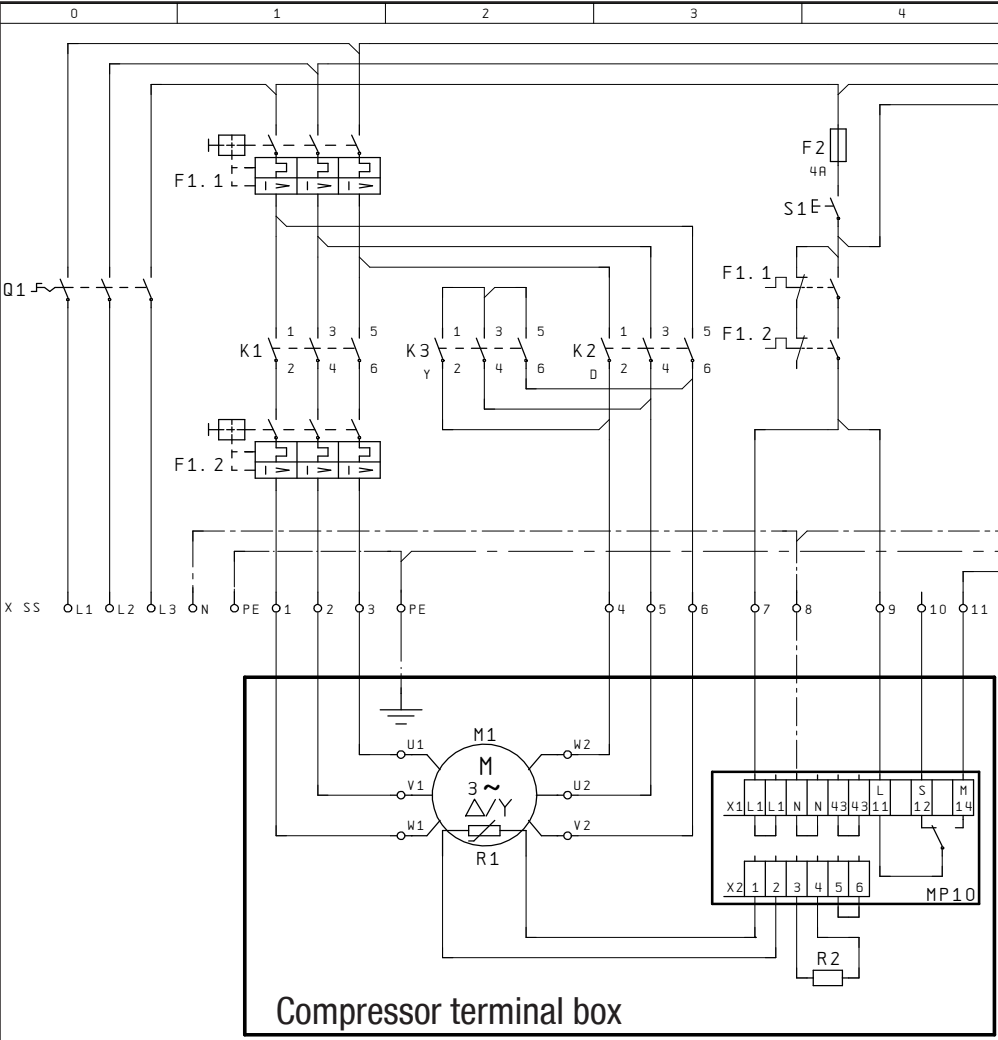 0 1 2 3 4
F2
4A
F1. 1
S1
F1. 1
Q1
1 3 5 1 3 5 1 3 5
F1. 2
K1 K3 K2
2 4 6 Y 2 4 6 D 2 4 6
F1. 2
I > I > I >
X SS L1 L2 L3 N PE 1 2 3 PE 4 5 6 7 8 9 10 11
M1
U1 W2
M
V1 3 ~ U2
△/Y
W1 V2
R1
L S M
X1 L1 L1 N N 43 43 11 12 14
X2 1 2 3 4 5 6
MP10
R2
Compressor terminal box